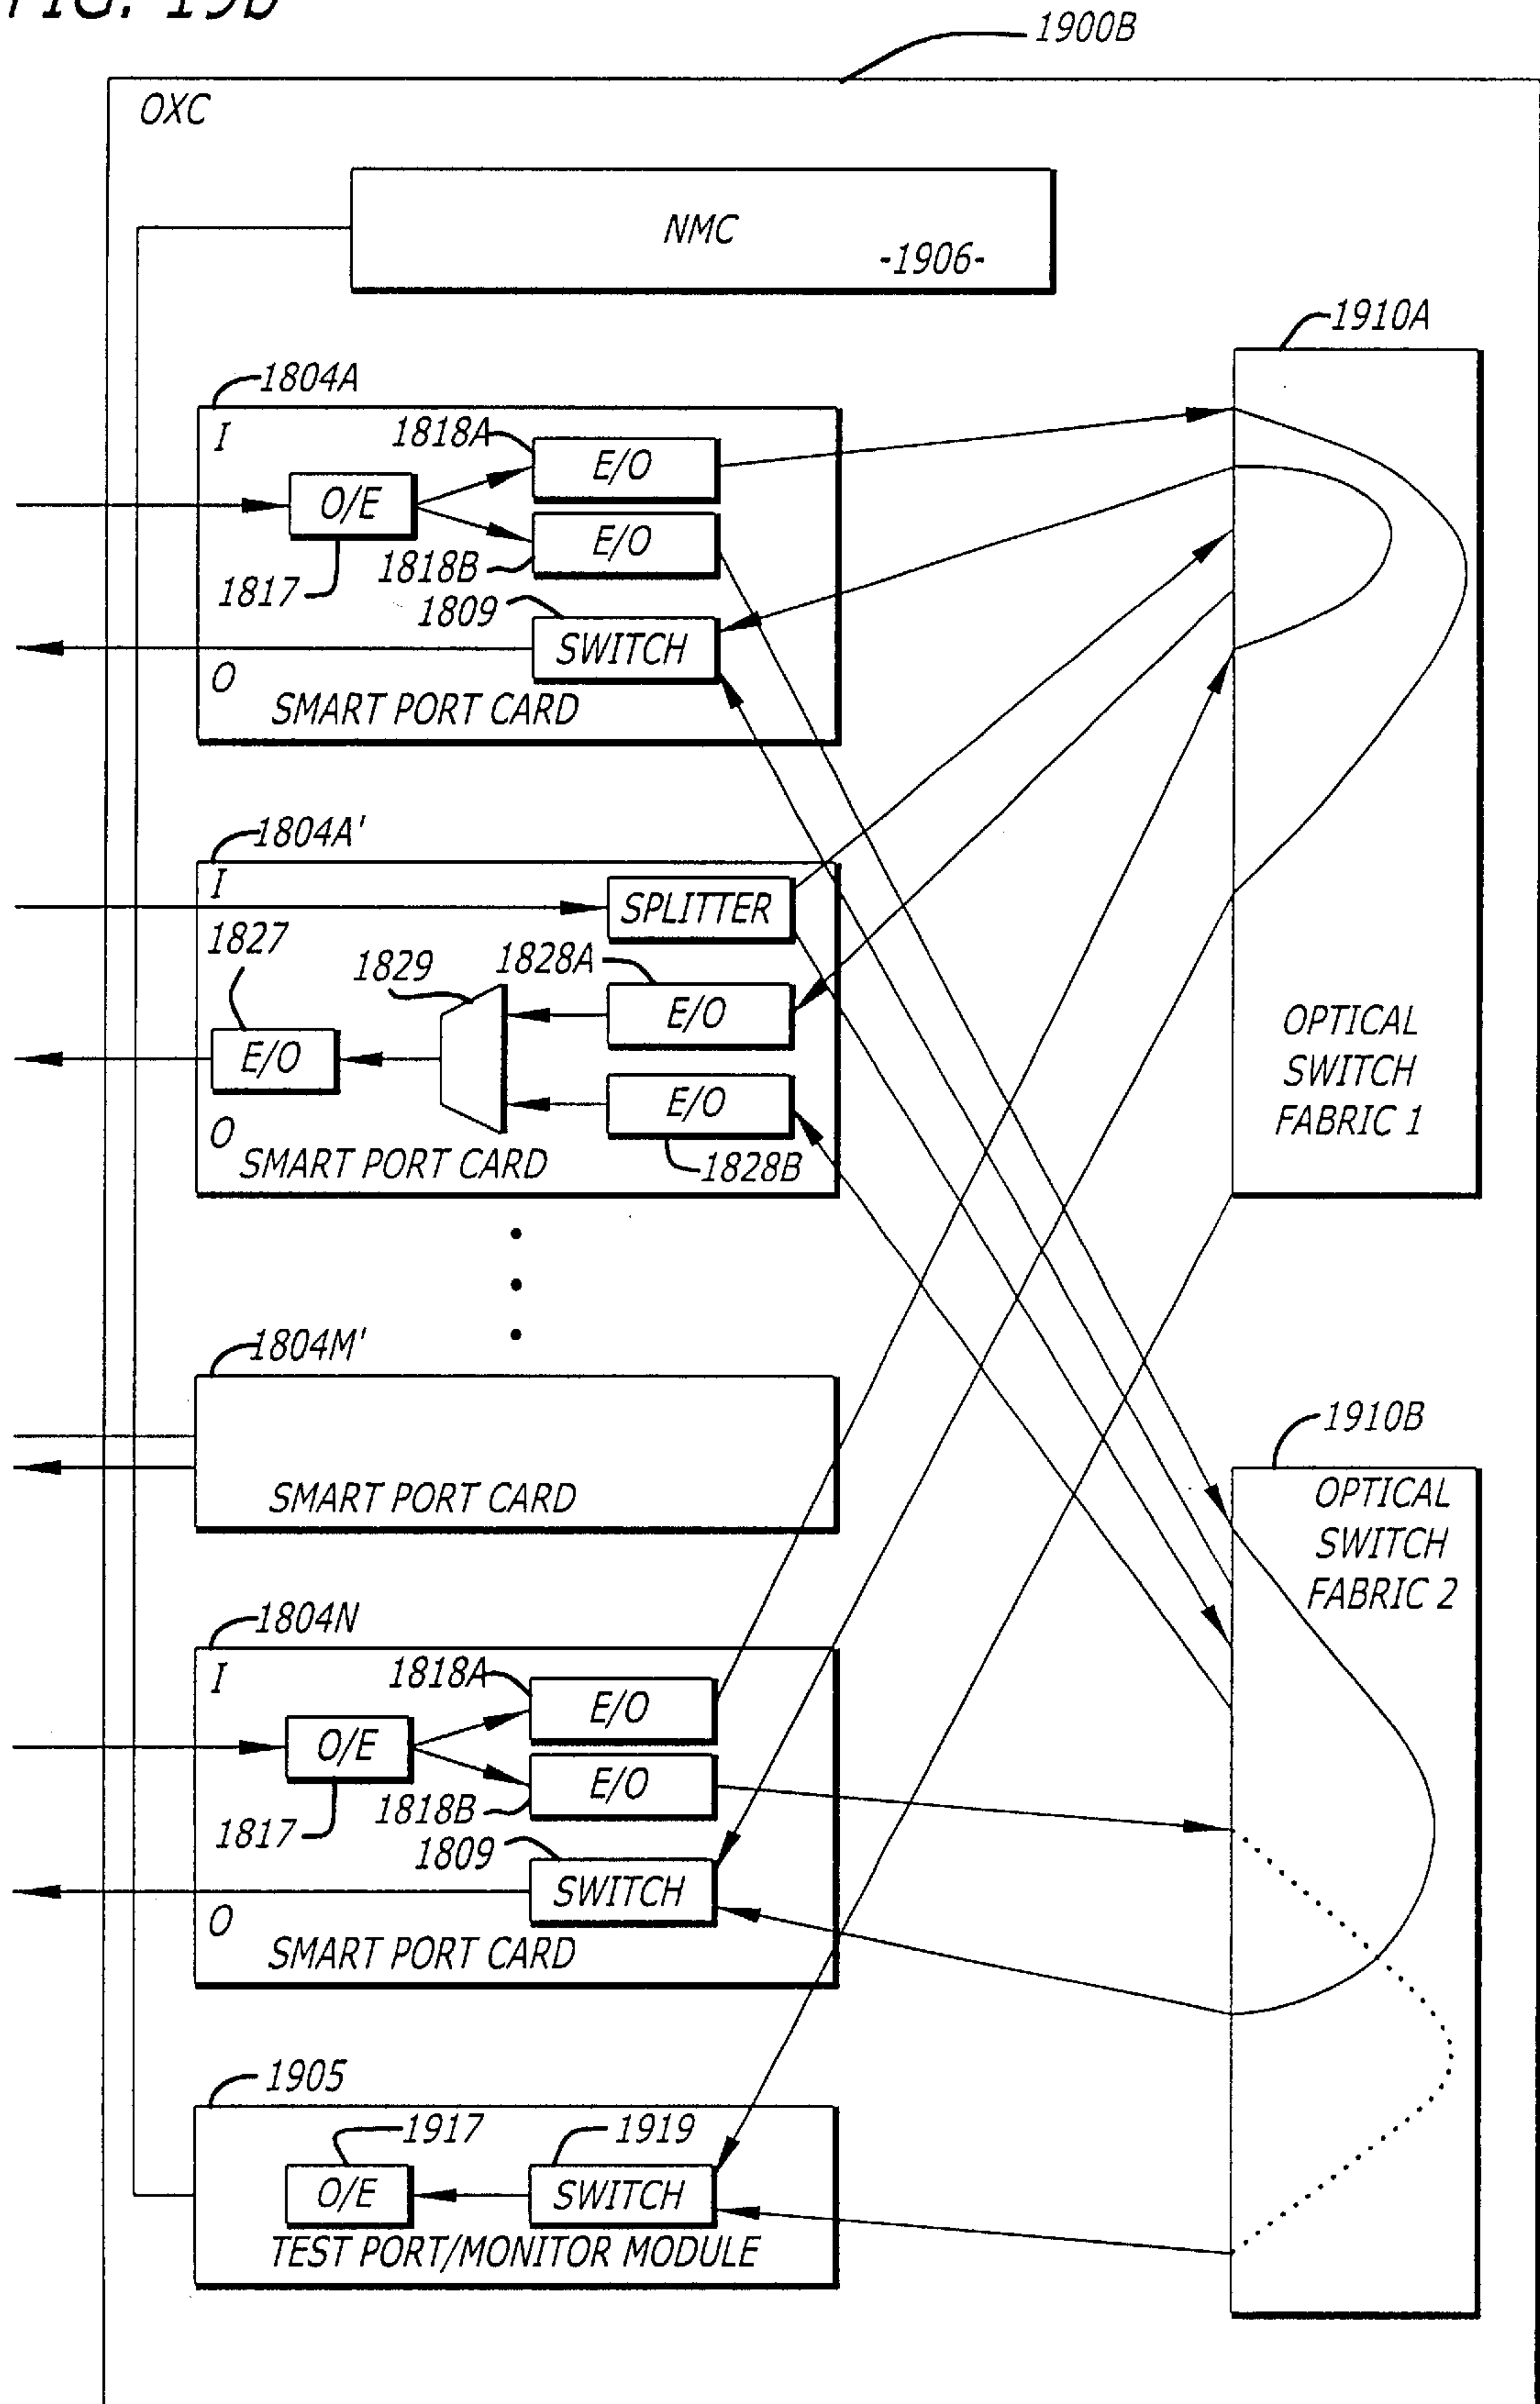 FIG. 19b
1900B
OXC
NMC
-1906-
1910A
1804A
I
1818A
E/O
O/E
E/O
1818B
1817
1809
SWITCH
O
SMART PORT CARD
1804A'
I
SPLITTER
1827
1829
1828A
E/O
E/O
E/O
O
SMART PORT CARD
1828B
OPTICAL
SWITCH
FABRIC 1
1804M'
SMART PORT CARD
1910B
OPTICAL
SWITCH
FABRIC 2
1804N
I
1818A
E/O
O/E
E/O
1818B
1817
1809
SWITCH
O
SMART PORT CARD
1905
1917
1919
O/E
SWITCH
TEST PORT/MONITOR MODULE